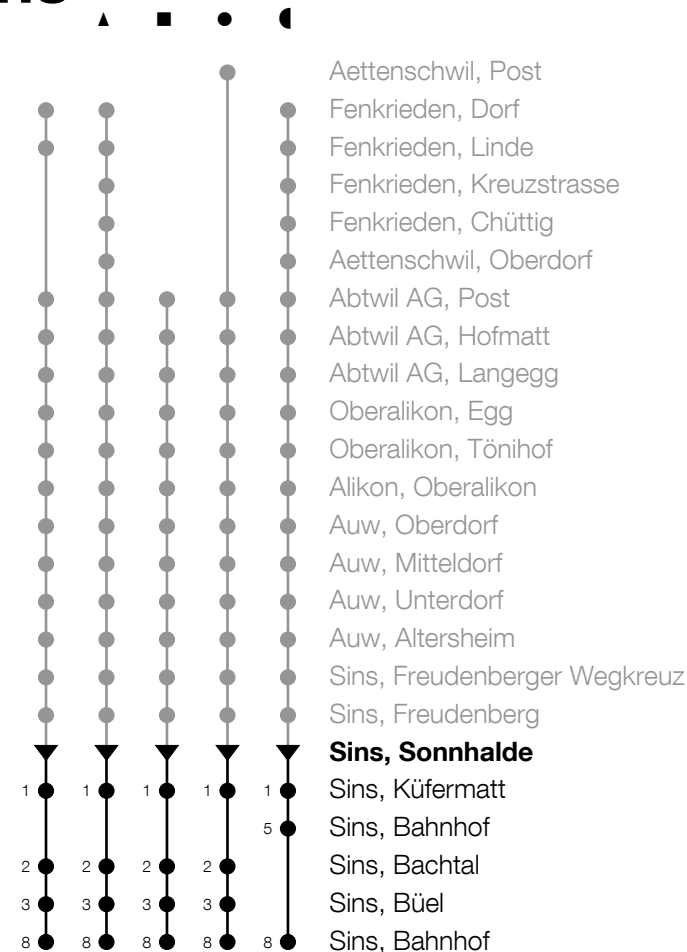 Aettenschwil, Post
Fenkrieden, Dorf
Fenkrieden, Linde
Fenkrieden, Kreuzstrasse
Fenkrieden, Chüttig
Aettenschwil, Oberdorf
Abtwil AG, Post
Abtwil AG, Hofmatt
Abtwil AG, Langegg
Oberalikon, Egg
Oberalikon, Tönihof
Alikon, Oberalikon
Auw, Oberdorf
Auw, Mitteldorf
Auw, Unterdorf
Auw, Altersheim
Sins, Freudenberger Wegkreuz
Sins, Freudenberg
Sins, Sonnhalde
1 1 1 1 1 Sins, Küfermatt
5 Sins, Bahnhof
2 2 2 2 Sins, Bachtal
3 3 3 3 Sins, Büel
8 8 8 8 8 Sins, Bahnhof